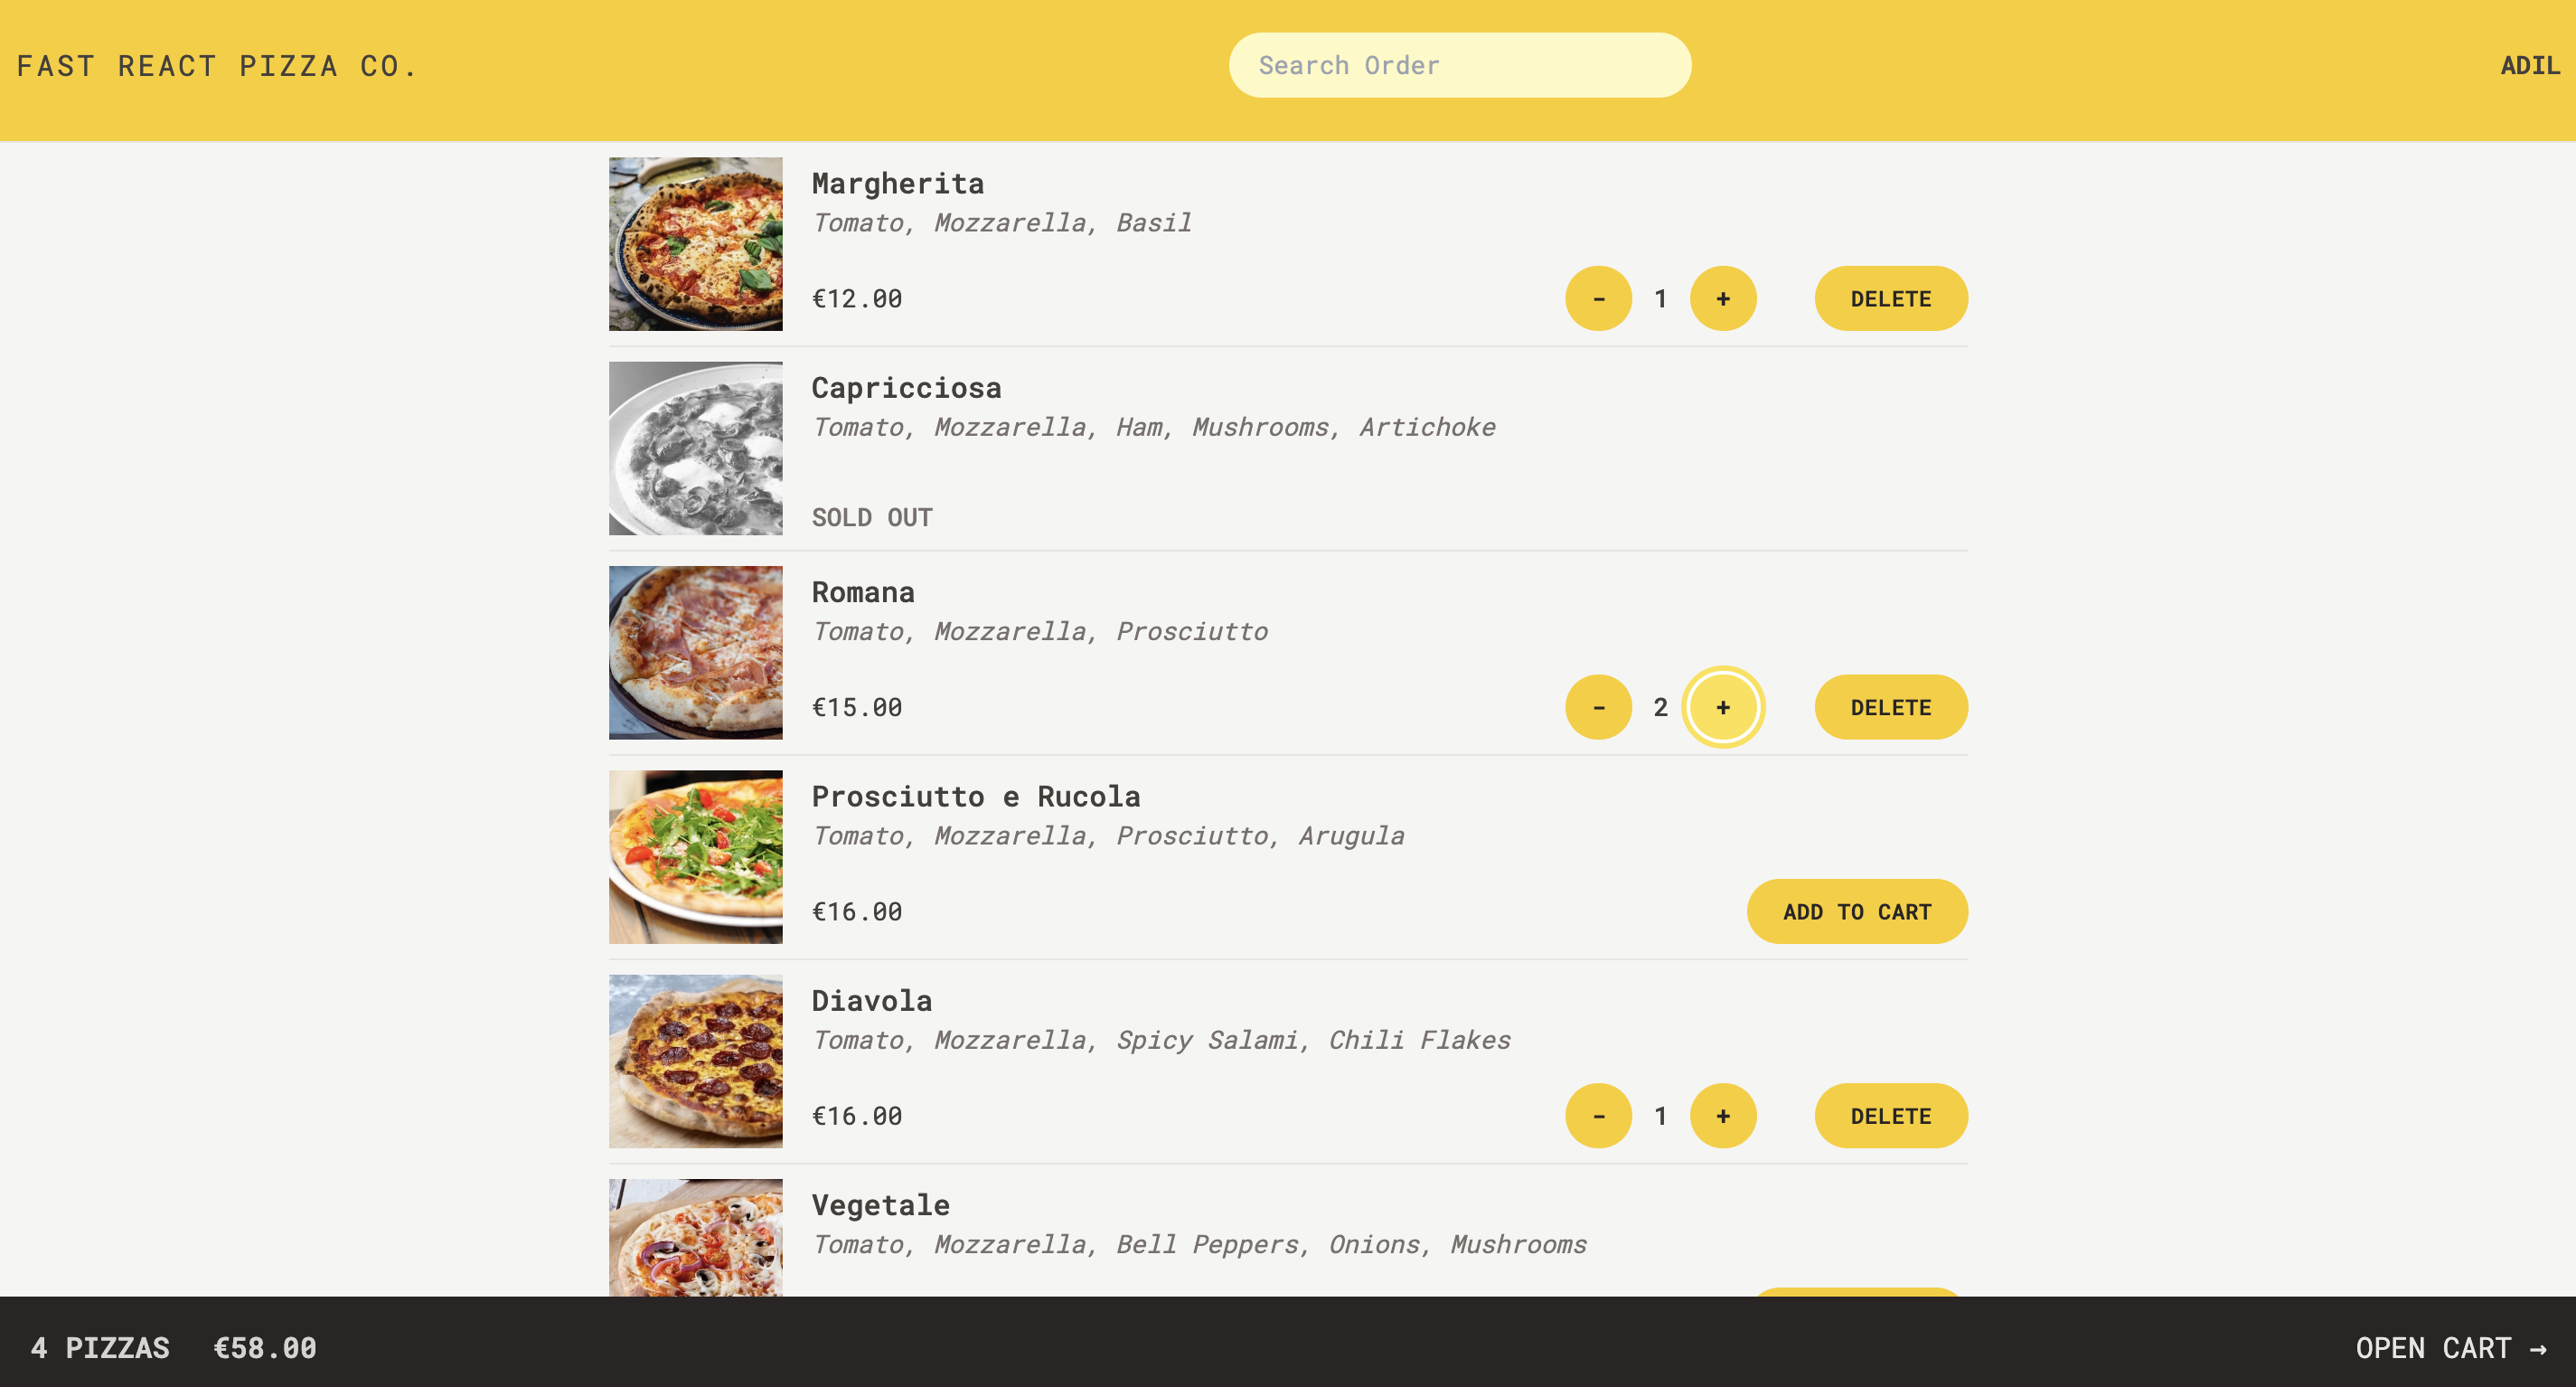 FAST REACT PIZZA CO.
Search Order
ADIL
Margherita
Tomato, Mozzarella, Basil
€12.00
- 1 + DELETE
Capricciosa
Tomato, Mozzarella, Ham, Mushrooms, Artichoke
SOLD OUT
Romana
Tomato, Mozzarella, Prosciutto
€15.00
- 2 + DELETE
Prosciutto e Rucola
Tomato, Mozzarella, Prosciutto, Arugula
€16.00
ADD TO CART
Diavola
Tomato, Mozzarella, Spicy Salami, Chili Flakes
€16.00
- 1 + DELETE
Vegetale
Tomato, Mozzarella, Bell Peppers, Onions, Mushrooms
4 PIZZAS €58.00
OPEN CART →